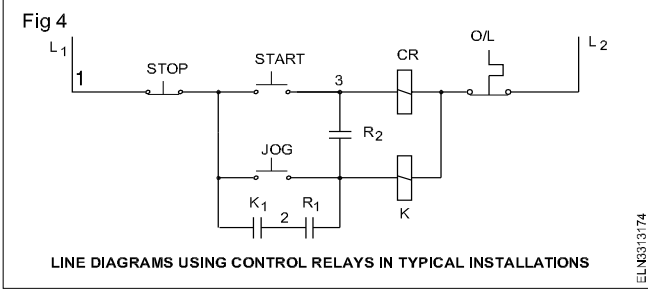 Fig 4
L1
1
STOP
START
3
CR
O/L
L2
R2
JOG
K1
2
R1
K
LINE DIAGRAMS USING CONTROL RELAYS IN TYPICAL INSTALLATIONS
ELN3313174